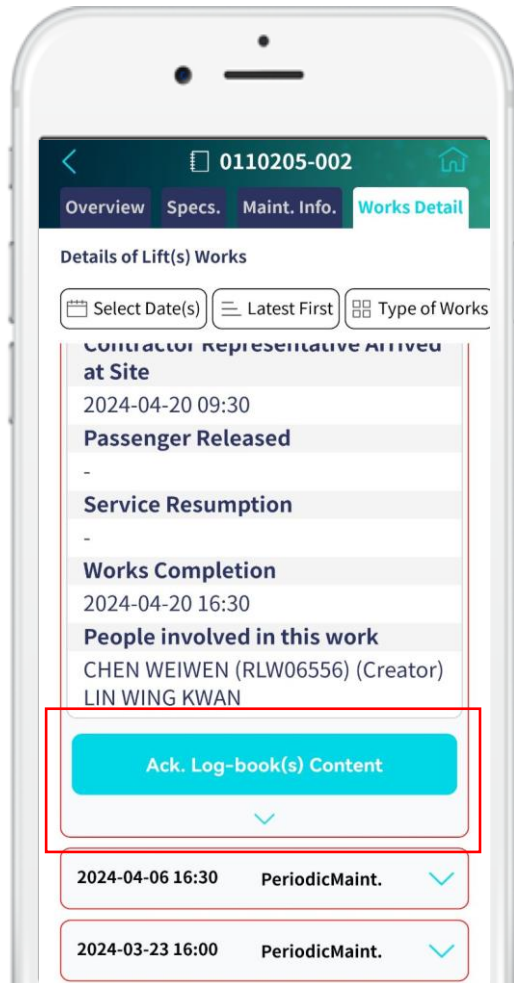 0110205-002
Overview Specs. Maint. Info. Works Detail
Details of Lift(s) Works
Select Date(s) Latest First Type of Works
Contractor Representative Arrived
at Site
2024-04-20 09:30
Passenger Released
-
Service Resumption
-
Works Completion
2024-04-20 16:30
People involved in this work
CHEN WEIWEN (RLW06556) (Creator)
LIN WING KWAN
Ack. Log-book(s) Content
2024-04-06 16:30 PeriodicMaint.
2024-03-23 16:00 PeriodicMaint.